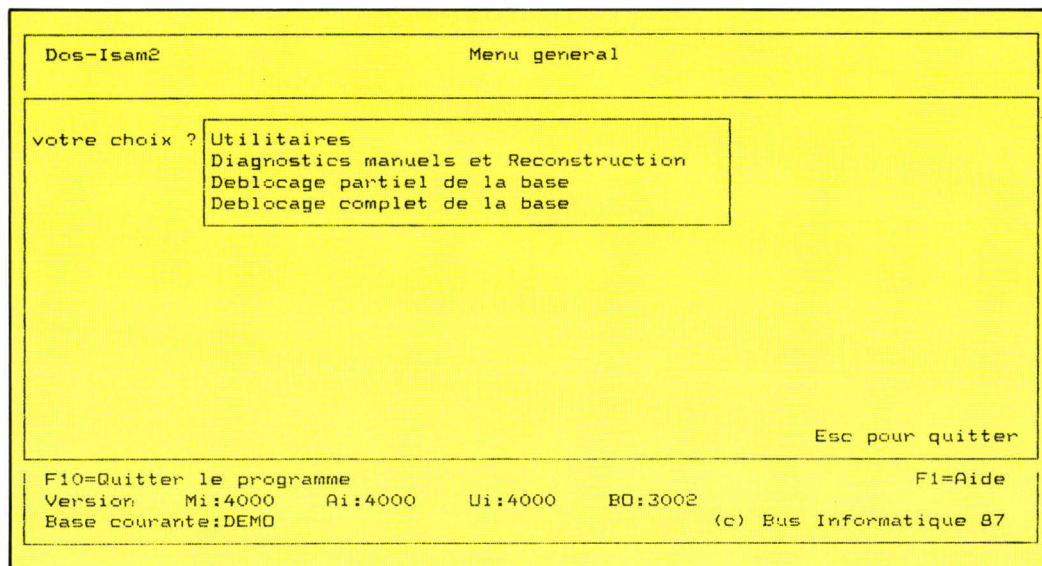 Dos-Isam2 Menu general
votre choix ? Utilitaires
Diagnostics manuels et Reconstruction
Deblocage partiel de la base
Deblocage complet de la base
Esc pour quitter
F10=Quitter le programme F1=Aide
Version Mi:4000 Ai:4000 Ui:4000 BO:3002
Base courante:DEMO (c) Bus Informatique 87